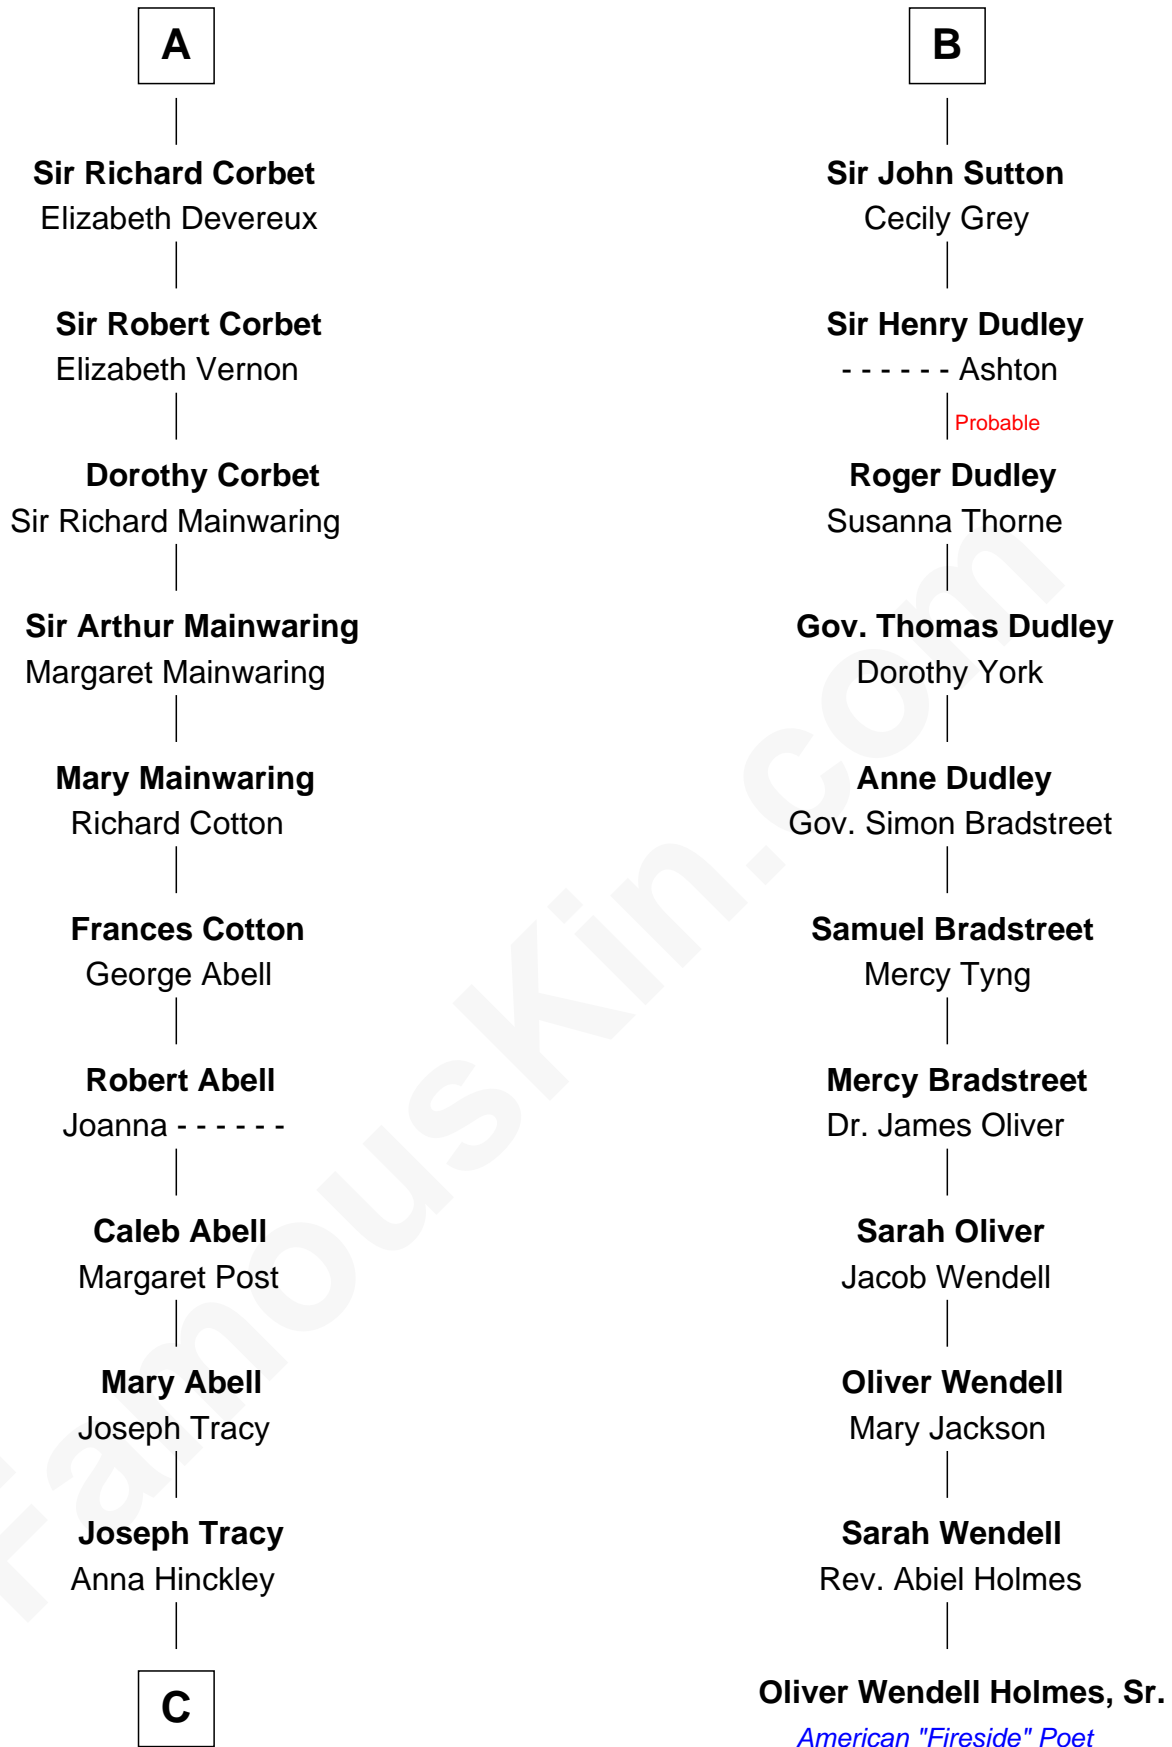 A
Sir Richard Corbet
Elizabeth Devereux
Sir Robert Corbet
Elizabeth Vernon
Dorothy Corbet
Sir Richard Mainwaring
Sir Arthur Mainwaring
Margaret Mainwaring
Mary Mainwaring
Richard Cotton
Frances Cotton
George Abell
Robert Abell
Joanna - - - - - -
Caleb Abell
Margaret Post
Mary Abell
Joseph Tracy
Joseph Tracy
Anna Hinckley
C
B
Sir John Sutton
Cecily Grey
Sir Henry Dudley
- - - - - - Ashton
Probable
Roger Dudley
Susanna Thorne
Gov. Thomas Dudley
Dorothy York
Anne Dudley
Gov. Simon Bradstreet
Samuel Bradstreet
Mercy Tyng
Mercy Bradstreet
Dr. James Oliver
Sarah Oliver
Jacob Wendell
Oliver Wendell
Mary Jackson
Sarah Wendell
Rev. Abiel Holmes
Oliver Wendell Holmes, Sr.
American "Fireside" Poet
FamousKin.com